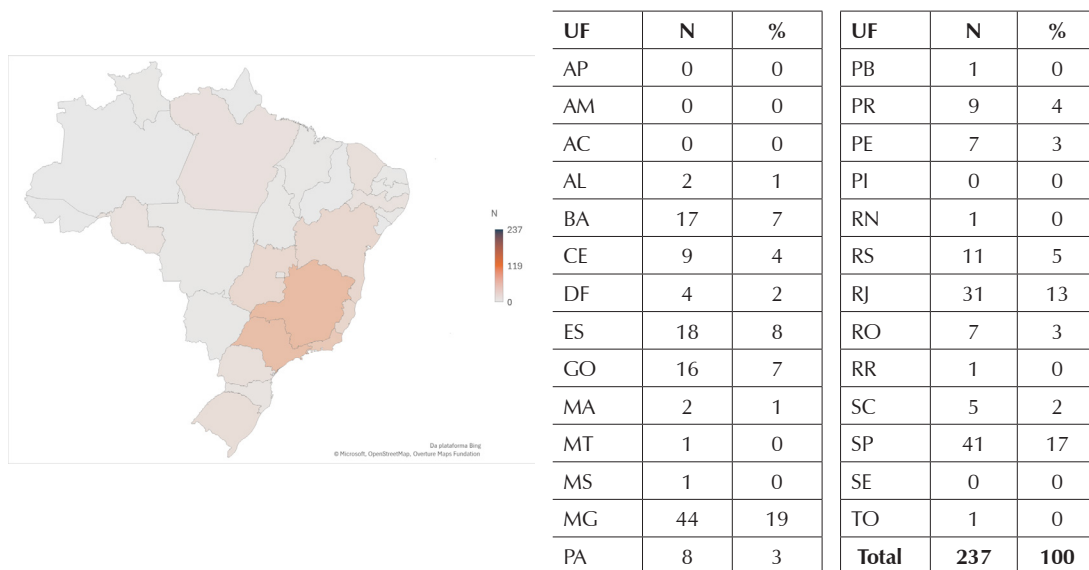 N
237
119
0
Da plataforma Bing
© Microsoft, OpenStreetMap, Overture Maps Fundation
UF N %
AP 0 0
AM 0 0
AC 0 0
AL 2 1
BA 17 7
CE 9 4
DF 4 2
ES 18 8
GO 16 7
MA 2 1
MT 1 0
MS 1 0
MG 44 19
PA 8 3
UF N %
PB 1 0
PR 9 4
PE 7 3
PI 0 0
RN 1 0
RS 11 5
RJ 31 13
RO 7 3
RR 1 0
SC 5 2
SP 41 17
SE 0 0
TO 1 0
Total 237 100